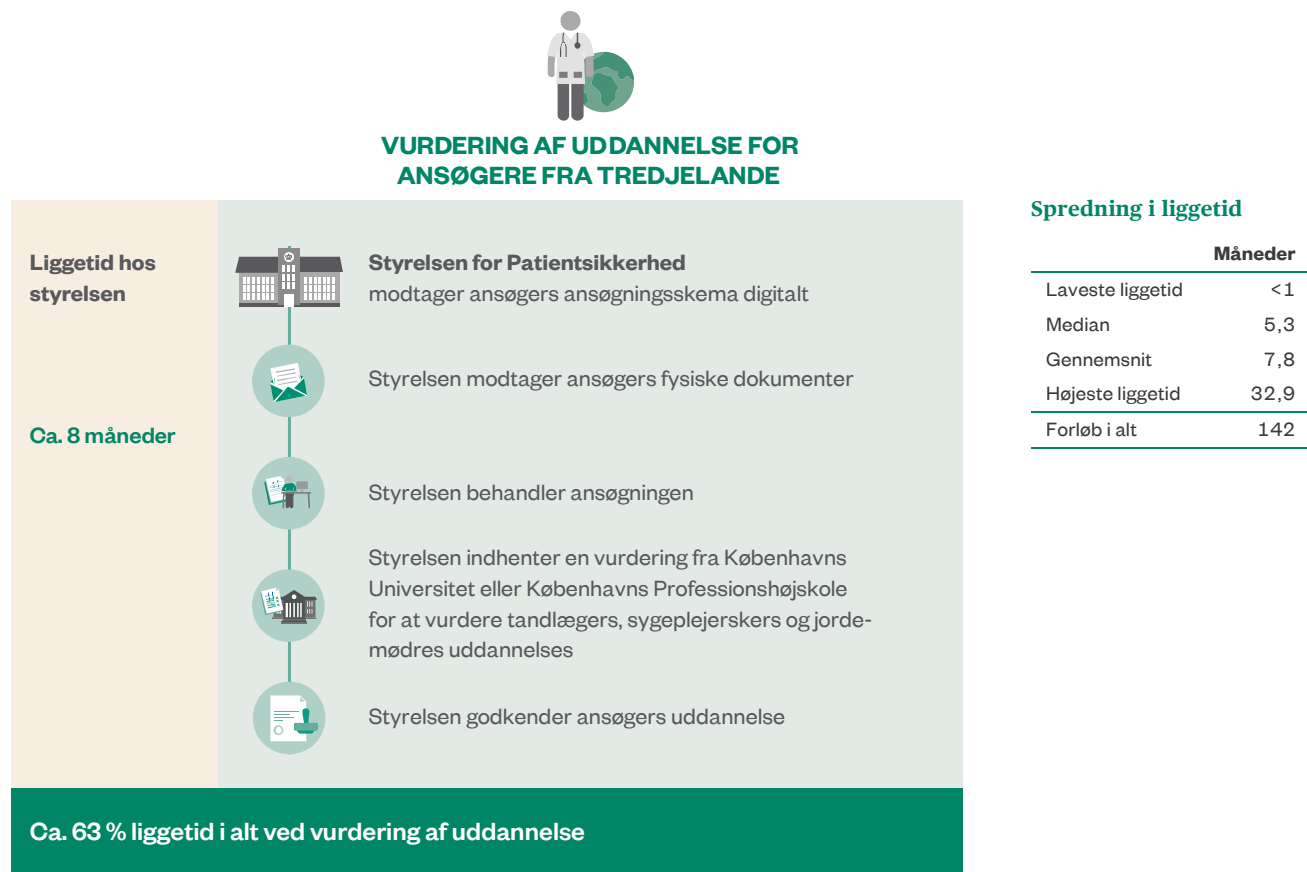 VURDERING AF UDDANNELSE FOR
ANSØGERE FRA TREDJELANDE
Liggetid hos
styrelsen
Ca. 8 måneder
Styrelsen for Patientsikkerhed
modtager ansøgers ansøgningsskema digitalt
Styrelsen modtager ansøgers fysiske dokumenter
Styrelsen behandler ansøgningen
Styrelsen indhenter en vurdering fra Københavns
Universitet eller Københavns Professionshøjskole
for at vurdere tandlægers, sygeplejerskers og jorde-
mødres uddannelses
Styrelsen godkender ansøgers uddannelse
Ca. 63 % liggetid i alt ved vurdering af uddannelse
Spredning i liggetid
Måneder
Laveste liggetid <1
Median 5,3
Gennemsnit 7,8
Højeste liggetid 32,9
Forløb i alt 142